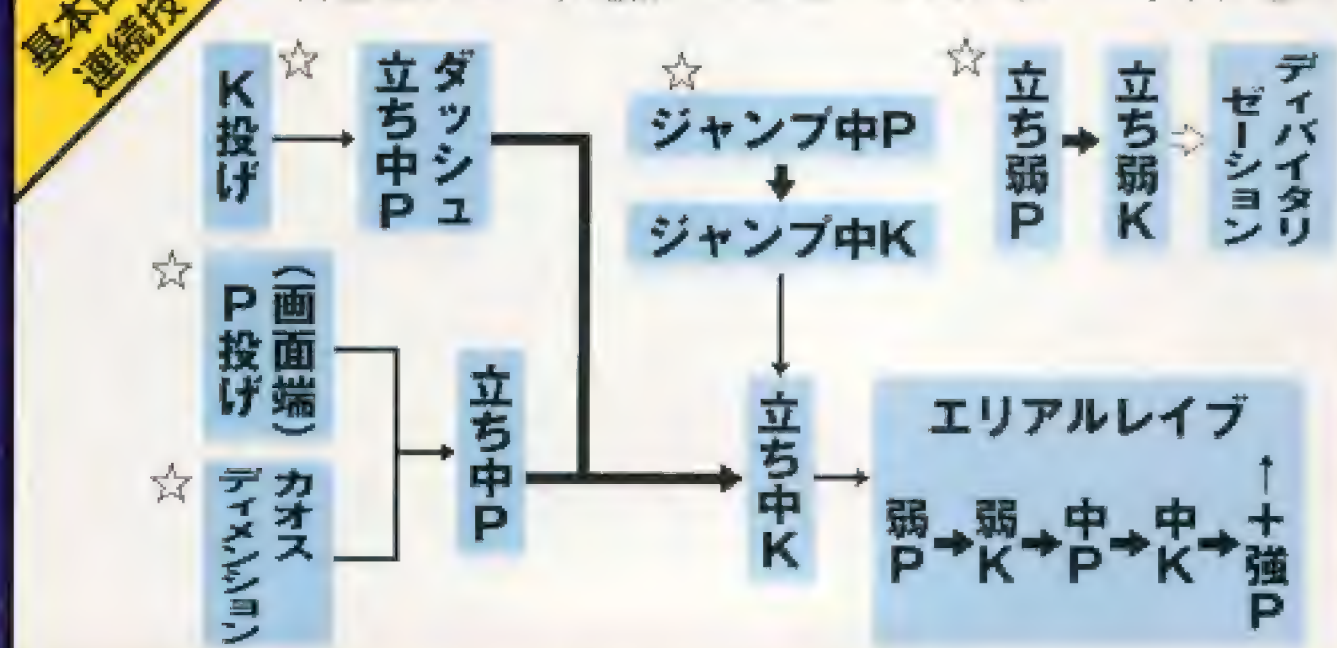 連続技
K投げ
ダッシュ
立ち中P
ジャンプ中P
ジャンプ中K
立ち弱P
立ち弱K
ディバイタリ
ゼーション
(画面端)
P投げ
カオス
ディメンション
立ち中P
立ち中K
エリアルレイブ
弱P
弱K
中P
中K
↑+強P